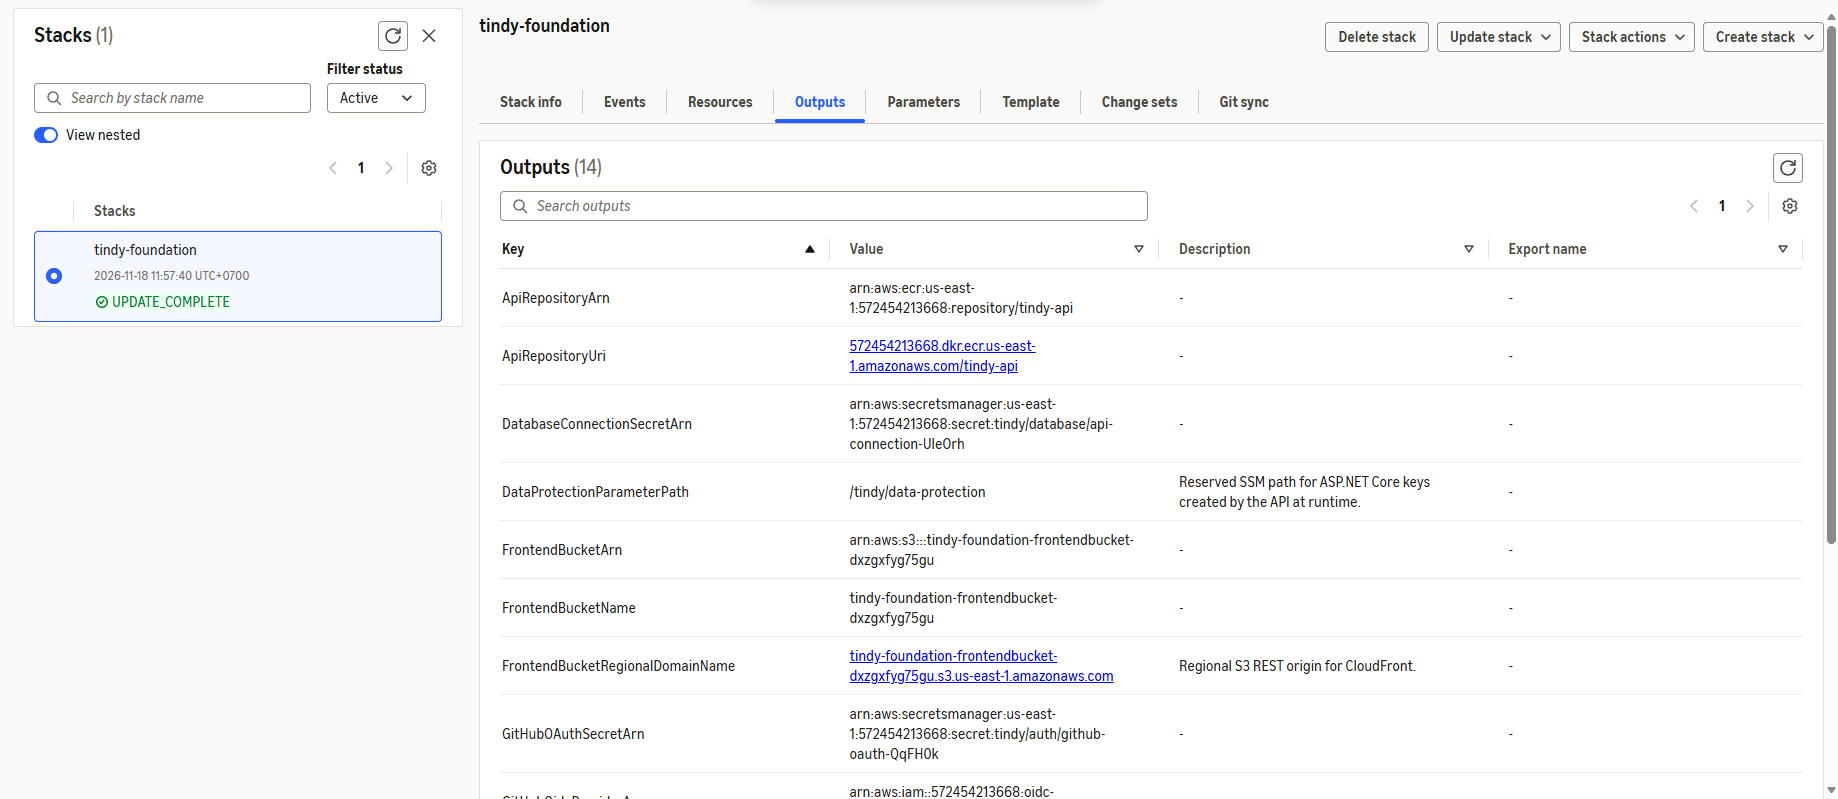 Stacks (1)
Filter status
Search by stack name
Active
View nested
1
Stacks
tindy-foundation
2026-11-18 11:57:40 UTC+0700
UPDATE_COMPLETE
tindy-foundation
Delete stack
Update stack
Stack actions
Create stack
Stack info
Events
Resources
Outputs
Parameters
Template
Change sets
Git sync
Outputs (14)
Search outputs
1
Key
Value
Description
Export name
ApiRepositoryArn
arn:aws:ecr:us-east-
1:572454213668:repository/tindy-api
-
-
ApiRepositoryUri
572454213668.dkr.ecr.us-east-
1.amazonaws.com/tindy-api
-
-
DatabaseConnectionSecretArn
arn:aws:secretsmanager:us-east-
1:572454213668:secret:tindy/database/api-
connection-UIeOrh
-
-
DataProtectionParameterPath
/tindy/data-protection
Reserved SSM path for ASP.NET Core keys
created by the API at runtime.
-
FrontendBucketArn
arn:aws:s3:::tindy-foundation-frontendbucket-
dxzgxfyg75gu
-
-
FrontendBucketName
tindy-foundation-frontendbucket-
dxzgxfyg75gu
-
-
FrontendBucketRegionalDomainName
tindy-foundation-frontendbucket-
dxzgxfyg75gu.s3.us-east-1.amazonaws.com
Regional S3 REST origin for CloudFront.
-
GitHubOAuthSecretArn
arn:aws:secretsmanager:us-east-
1:572454213668:secret:tindy/auth/github-
oauth-QqFH0k
-
-
arn:aws:iam::572454213668:oidc-